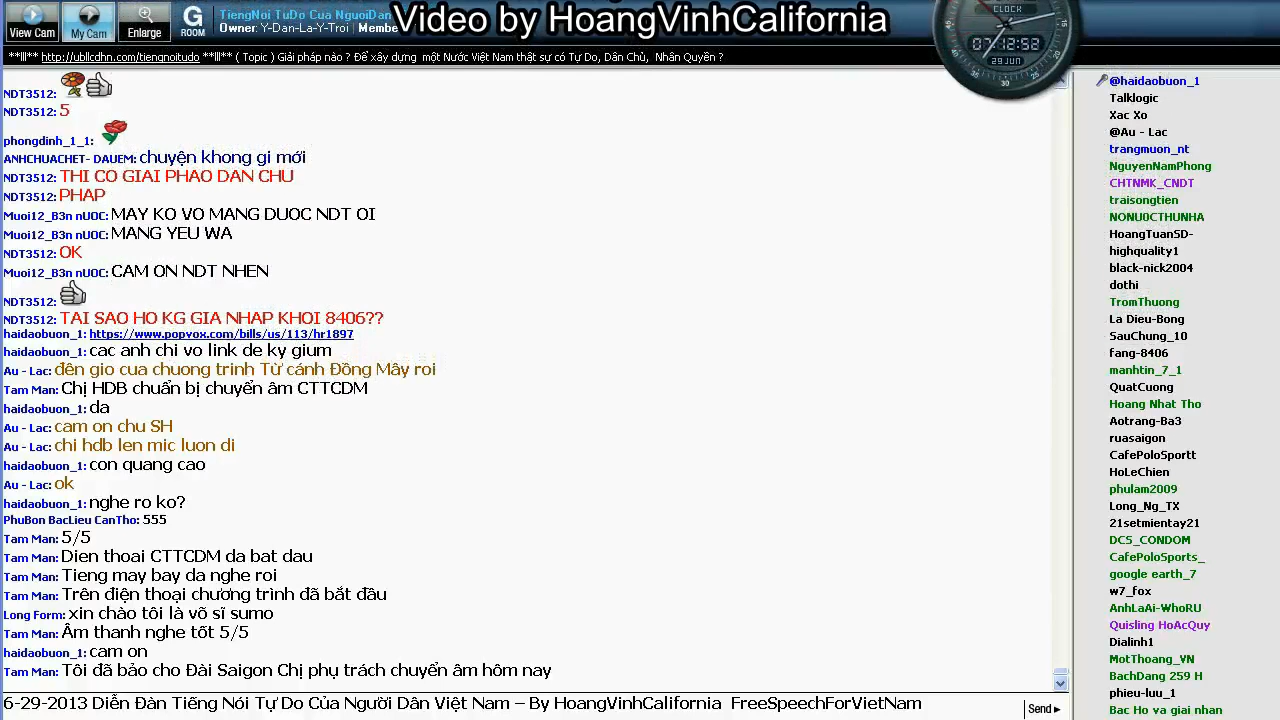 View Cam
My Cam
Enlarge
G
ROOM
TiengNoi TuDo Cua NguoiDan
Owner: Y-Dan-La-Y-Troi Membe
Video by HoangVinhCalifornia
CLOCK
07:12:58
29 JUN
**lll** http://ubllcdhn.com/tiengnoitudo **lll** ( Topic ) Giải pháp nào ? Để xây dựng một Nước Việt Nam thật sự có Tự Do, Dân Chủ, Nhân Quyền ?
NDT3512:
NDT3512: 5
phongdinh_1_1:
ANHCHUACHET- DAUEM: chuyện khong gi mới
NDT3512: THI CO GIAI PHAO DAN CHU
NDT3512: PHAP
Muoi12_B3n nUOC: MAY KO VO MANG DUOC NDT OI
Muoi12_B3n nUOC: MANG YEU WA
NDT3512: OK
Muoi12_B3n nUOC: CAM ON NDT NHEN
NDT3512:
NDT3512: TAI SAO HO KG GIA NHAP KHOI 8406??
haidaobuon_1: https://www.popvox.com/bills/us/113/hr1897
haidaobuon_1: cac anh chi vo link de ky gium
Au - Lac: đên gio cua chuong trinh Từ cánh Đồng Mây roi
Tam Man: Chị HDB chuẩn bị chuyển âm CTTCDM
haidaobuon_1: da
Au - Lac: cam on chu SH
Au - Lac: chi hdb len mic luon di
haidaobuon_1: con quang cao
Au - Lac: ok
haidaobuon_1: nghe ro ko?
PhuBon BacLieu CanTho: 555
Tam Man: 5/5
Tam Man: Dien thoai CTTCDM da bat dau
Tam Man: Tieng may bay da nghe roi
Tam Man: Trên điện thoại chương trình đã bắt đầu
Long Form: xin chào tôi là võ sĩ sumo
Tam Man: Âm thanh nghe tốt 5/5
haidaobuon_1: cam on
Tam Man: Tôi đã bảo cho Đài Saigon Chị phụ trách chuyển âm hôm nay
6-29-2013 Diễn Đàn Tiếng Nói Tự Do Của Người Dân Việt Nam – By HoangVinhCalifornia FreeSpeechForVietNam
Send
@haidaobuon_1
Talklogic
Xac Xo
@Au - Lac
trangmuon_nt
NguyenNamPhong
CHTNMK_CNDT
traisongtien
NONU0CTHUNHA
HoangTuanSD-
highquality1
black-nick2004
dothi
TromThuong
La Dieu-Bong
SauChung_10
fang-8406
manhtin_7_1
QuatCuong
Hoang Nhat Tho
Aotrang-Ba3
ruasaigon
CafePoloSportt
HoLeChien
phulam2009
Long_Ng_TX
21setmientay21
DCS_CONDOM
CafePoloSports_
google earth_7
w7_fox
AnhLaAi-WhoRU
Quisling HoAcQuy
Dialinh1
MotThoang_VN
BachDang 259 H
phieu-luu_1
Bac Ho va giai nhan